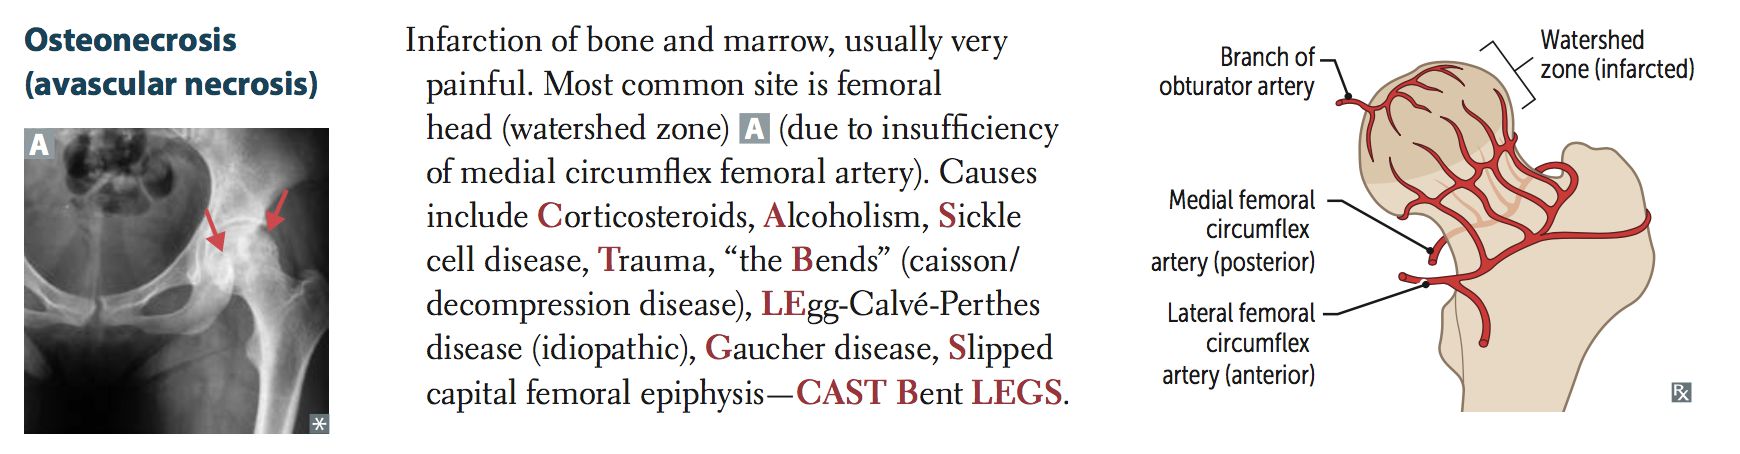 Osteonecrosis
(avascular necrosis)
A
Infarction of bone and marrow, usually very
painful. Most common site is femoral
head (watershed zone) A (due to insufficiency
of medial circumflex femoral artery). Causes
include Corticosteroids, Alcoholism, Sickle
cell disease, Trauma, “the Bends” (caisson/
decompression disease), LEgg-Calvé-Perthes
disease (idiopathic), Gaucher disease, Slipped
capital femoral epiphysis—CAST Bent LEGS.
Branch of
obturator artery
Watershed
zone (infarcted)
Medial femoral
circumflex
artery (posterior)
Lateral femoral
circumflex
artery (anterior)
Rx